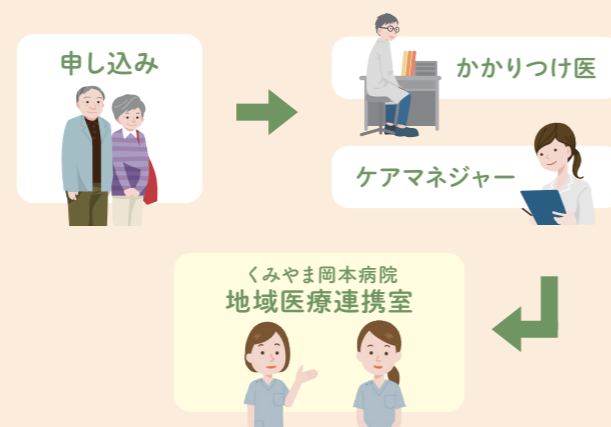 申し込み
かかりつけ医
ケアマネジャー
くみやま岡本病院
地域医療連携室